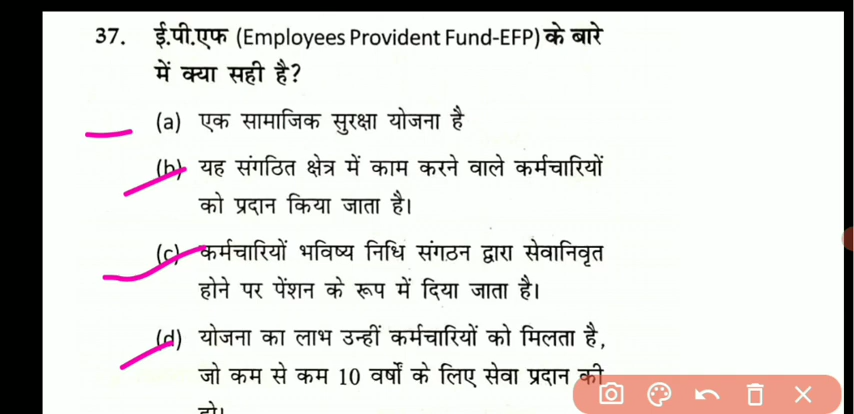 37. ई.पी.एफ (Employees Provident Fund-EFP) के बारे
में क्या सही है?
(a) एक सामाजिक सुरक्षा योजना है
(b) यह संगठित क्षेत्र में काम करने वाले कर्मचारियों
को प्रदान किया जाता है।
(c) कर्मचारियों भविष्य निधि संगठन द्वारा सेवानिवृत
होने पर पेंशन के रूप में दिया जाता है।
(d) योजना का लाभ उन्हीं कर्मचारियों को मिलता है,
जो कम से कम 10 वर्षों के लिए सेवा प्रदान की